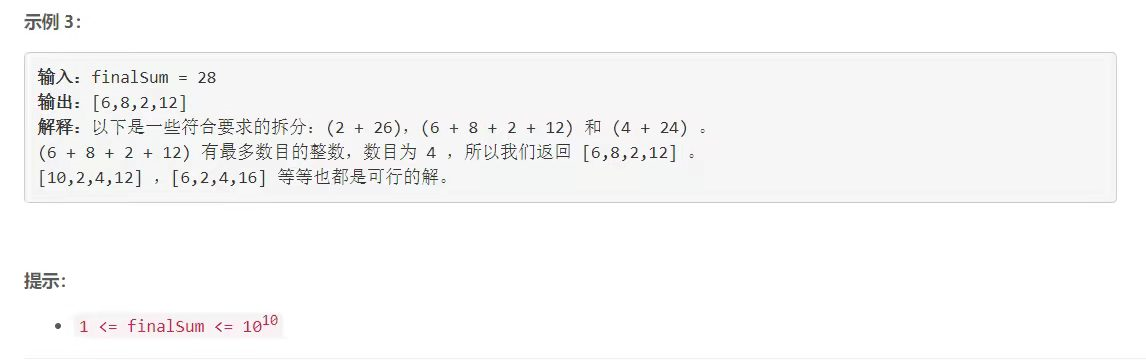 示例 3：
输入：finalSum = 28
输出：[6,8,2,12]
解释：以下是一些符合要求的拆分：(2 + 26)，(6 + 8 + 2 + 12) 和 (4 + 24) 。
(6 + 8 + 2 + 12) 有最多数目的整数，数目为 4 ，所以我们返回 [6,8,2,12] 。
[10,2,4,12] ，[6,2,4,16] 等等也都是可行的解。
提示：
• 1 <= finalSum <= 10¹⁰